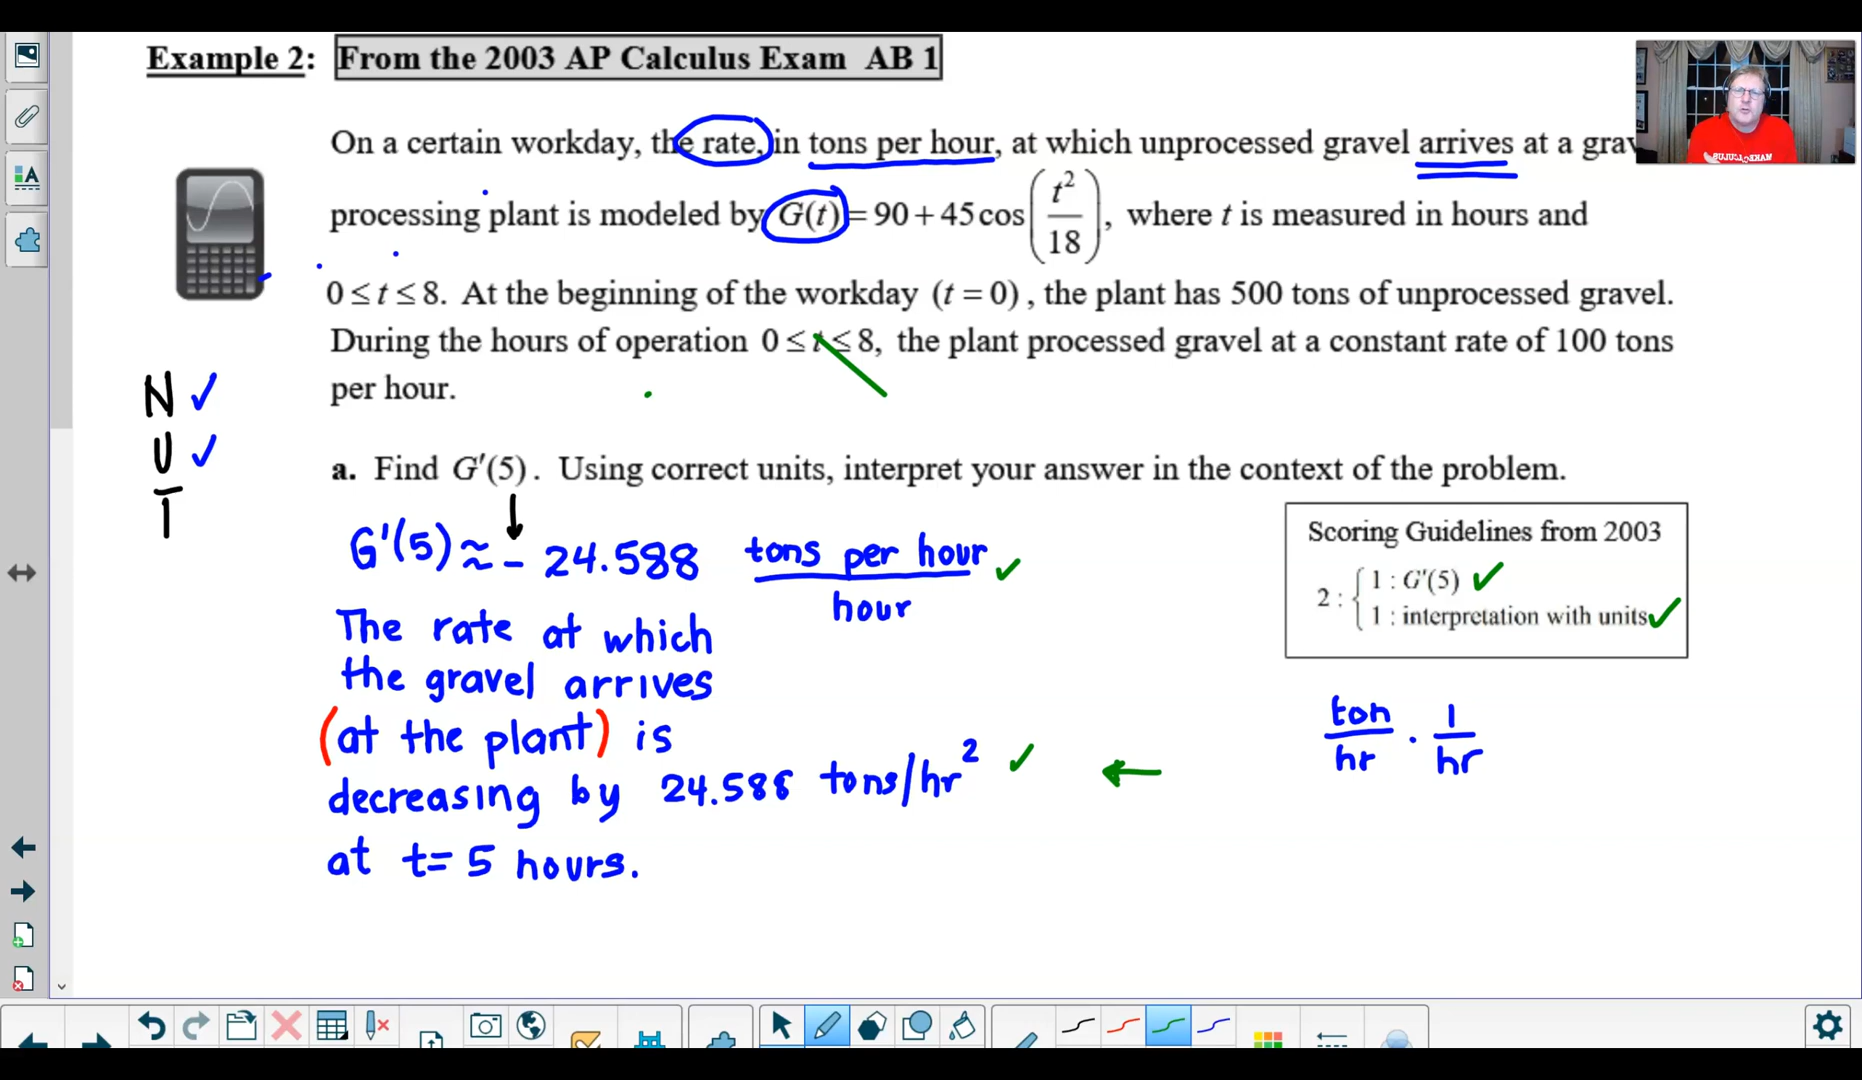 Example 2: From the 2003 AP Calculus Exam AB 1
On a certain workday, the rate, in tons per hour, at which unprocessed gravel arrives at a
processing plant is modeled by G(t) = 90 + 45 cos(t²/18), where t is measured in hours and
0 ≤ t ≤ 8. At the beginning of the workday (t = 0), the plant has 500 tons of unprocessed gravel.
During the hours of operation 0 ≤ t ≤ 8, the plant processed gravel at a constant rate of 100 tons
per hour.
N ✓
U ✓
T
a. Find G′(5). Using correct units, interpret your answer in the context of the problem.
G'(5) ≈ - 24.588 tons per hour / hour ✓
The rate at which
the gravel arrives
(at the plant) is
decreasing by 24.588 tons/hr² ✓ ←
at t= 5 hours.
Scoring Guidelines from 2003
2 : { 1 : G′(5) ✓
1 : interpretation with units ✓
ton/hr · 1/hr